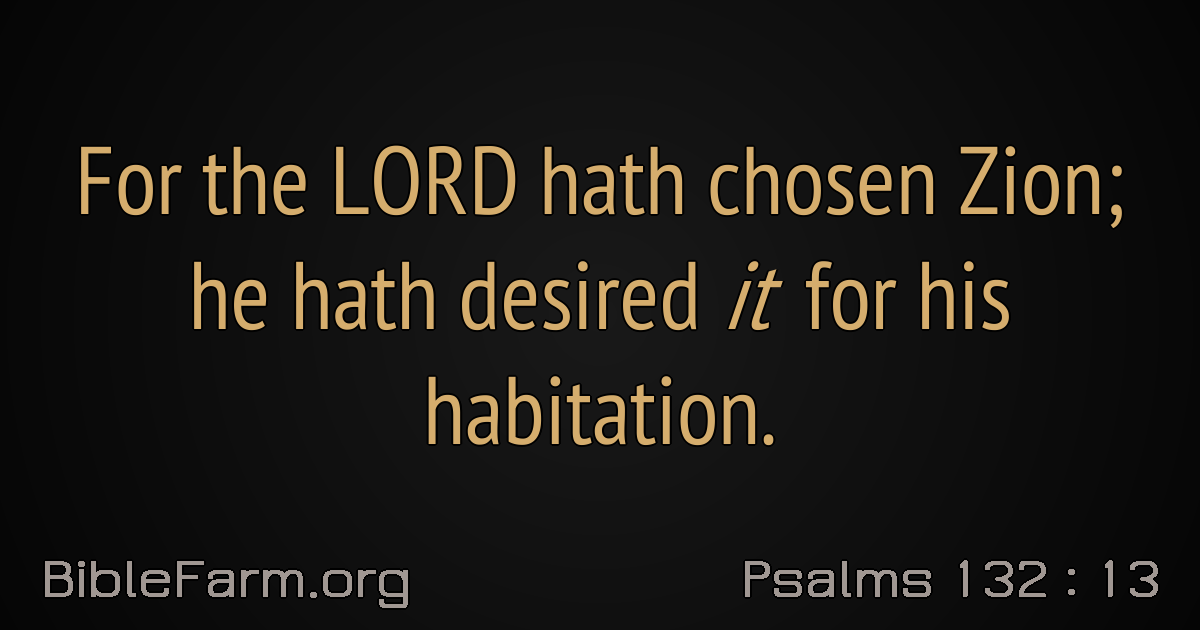 For the LORD hath chosen Zion;
he hath desired it for his
habitation.
BibleFarm.org
Psalms 132 : 13